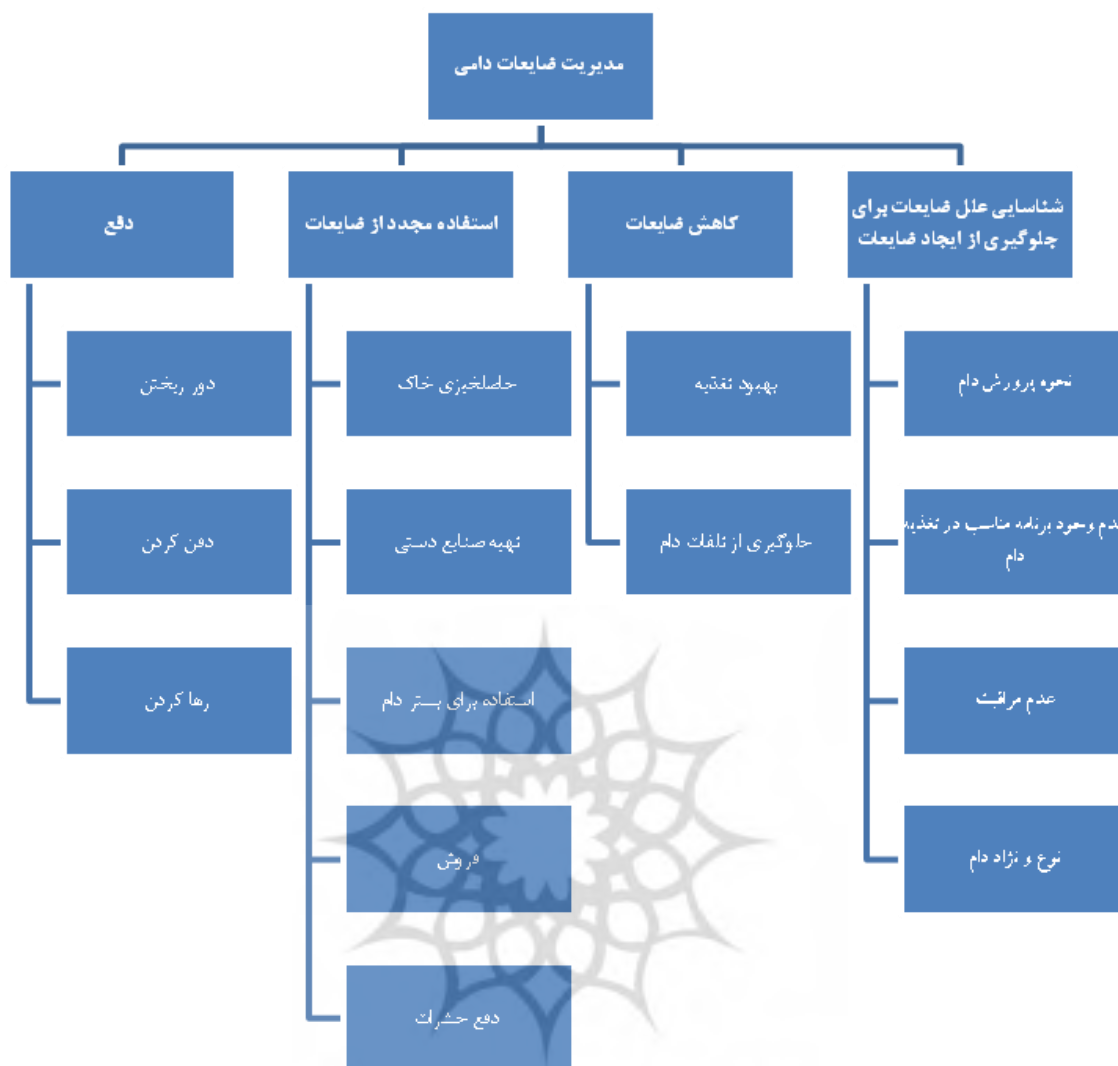 مدیریت ضایعات دامی
شناسایی علل ضایعات برای
جلوگیری از ایجاد ضایعات
نحوه پرورش دام
عدم وجود برنامه مناسب در تغذیه
دام
عدم مراقبت
نوع و نژاد دام
کاهش ضایعات
بهبود تغذیه
جلوگیری از تلفات دام
استفاده مجدد از ضایعات
حاصلخیزی خاک
تهیه صنایع دستی
استفاده برای بستر دام
فروش
دفع حشرات
دفع
دور ریختن
دفن کردن
رها کردن